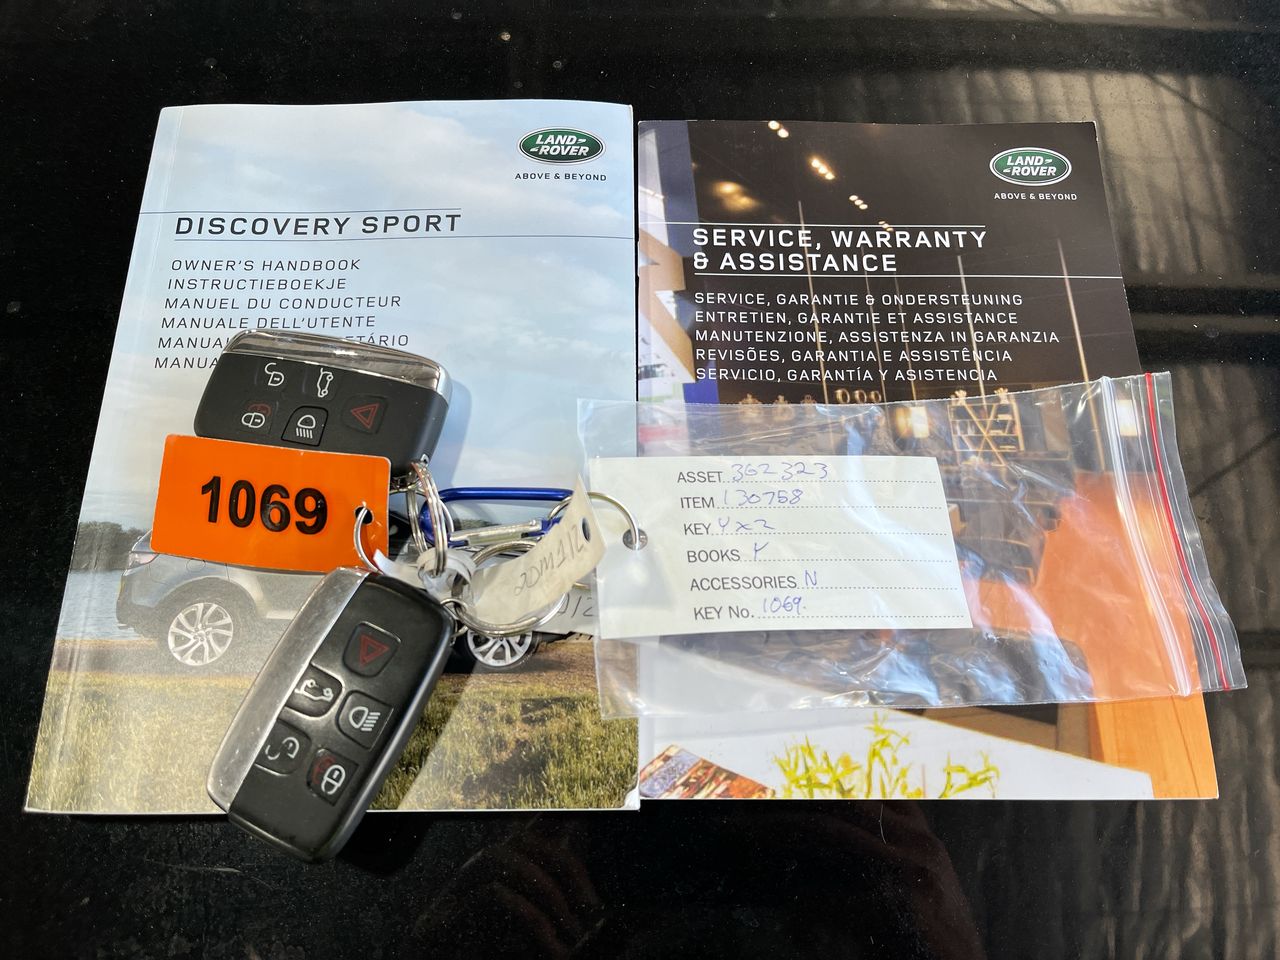 LAND ROVER
ABOVE & BEYOND
DISCOVERY SPORT
OWNER'S HANDBOOK
INSTRUCTIEBOEKJE
MANUEL DU CONDUCTEUR
MANUALE DELL'UTENTE
LAND ROVER
ABOVE & BEYOND
SERVICE, WARRANTY
& ASSISTANCE
SERVICE, GARANTIE & ONDERSTEUNING
ENTRETIEN, GARANTIE ET ASSISTANCE
MANUTENZIONE, ASSISTENZA IN GARANZIA
REVISÕES, GARANTIA E ASSISTÊNCIA
SERVICIO, GARANTÍA Y ASISTENCIA
1069
ASSET 362323
ITEM 130758
KEY Y x 2
BOOKS Y
ACCESSORIES N
KEY No. 1069.